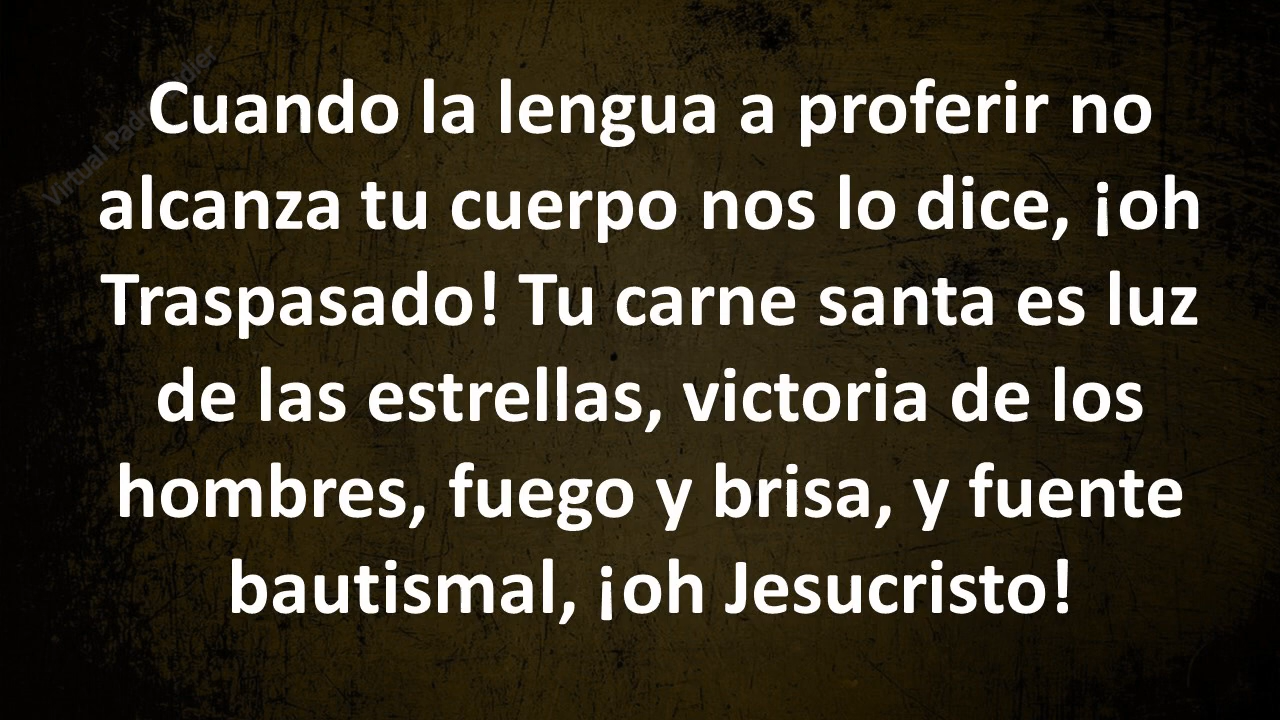 Cuando la lengua a proferir no
alcanza tu cuerpo nos lo dice, ¡oh
Traspasado! Tu carne santa es luz
de las estrellas, victoria de los
hombres, fuego y brisa, y fuente
bautismal, ¡oh Jesucristo!
Virtual